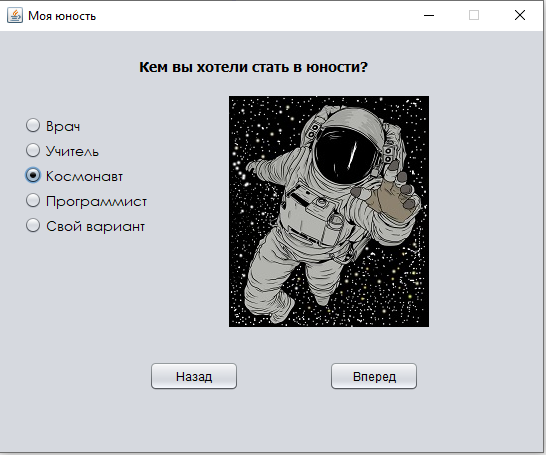 Моя юность
Кем вы хотели стать в юности?
Врач
Учитель
Космонавт
Программист
Свой вариант
Назад
Вперед